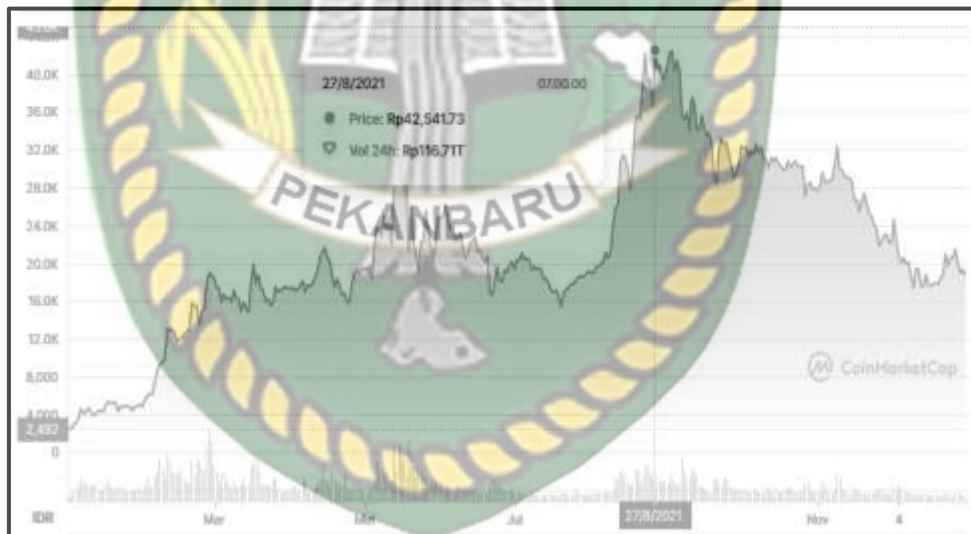 40.0K
36.0K
32.0K
28.0K
24.0K
20.0K
16.0K
12.0K
8,000
4,000
2,492
0
27/8/2021 07.00.00
Price: Rp42,541.73
Vol 24h: Rp116.71T
PEKANBARU
CoinMarketCap
IDR Mar Mei Jul 27/8/2021 Nov 4